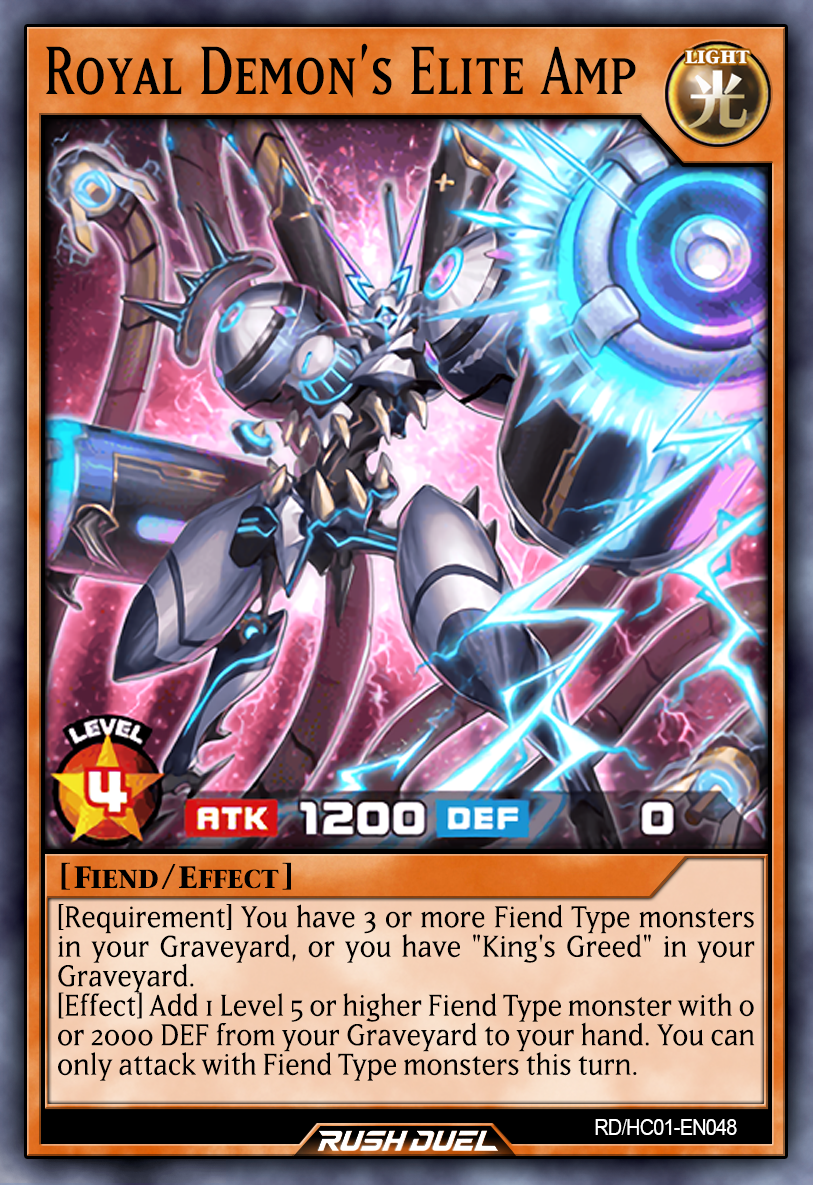 Royal Demon's Elite Amp
LIGHT
光
LEVEL
4
ATK 1200 DEF 0
[Fiend/Effect]
[Requirement] You have 3 or more Fiend Type monsters
in your Graveyard, or you have "King's Greed" in your
Graveyard.
[Effect] Add 1 Level 5 or higher Fiend Type monster with 0
or 2000 DEF from your Graveyard to your hand. You can
only attack with Fiend Type monsters this turn.
RD/HC01-EN048
RUSH DUEL